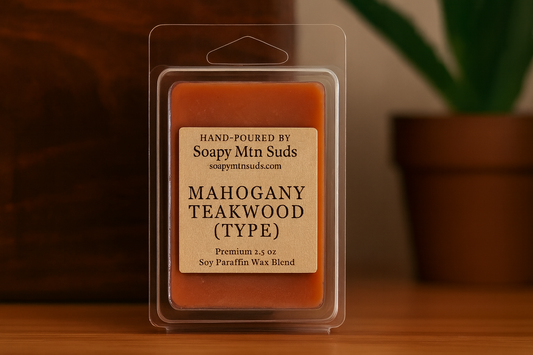 HAND-POURED BY
Soapy Mtn Suds
soapymtnsuds.com
MAHOGANY
TEAKWOOD
(TYPE)
Premium 2.5 oz
Soy Paraffin Wax Blend